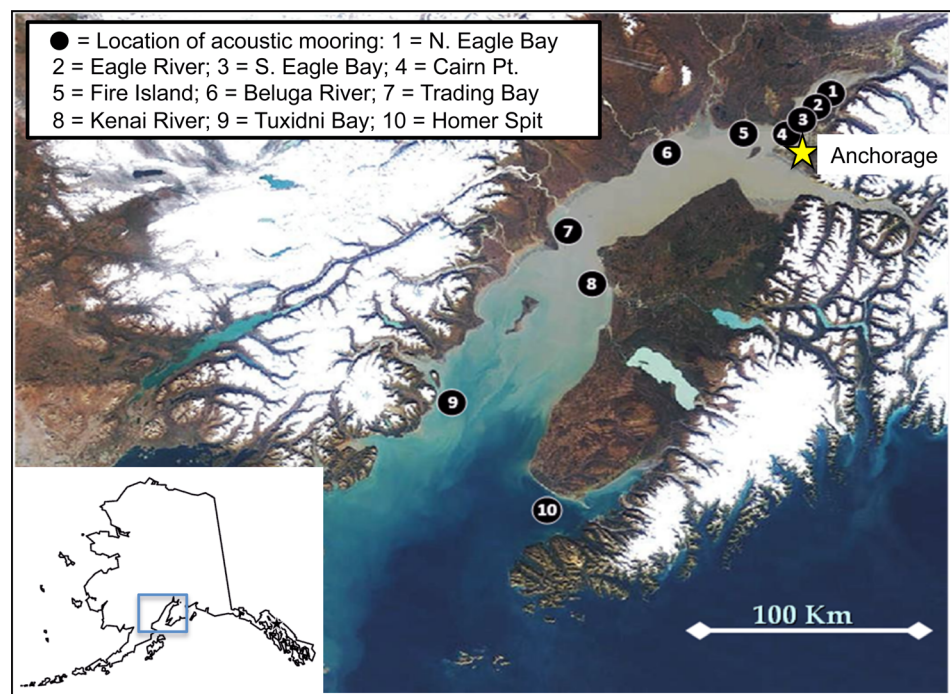 = Location of acoustic mooring: 1 = N. Eagle Bay
2 = Eagle River; 3 = S. Eagle Bay; 4 = Cairn Pt.
5 = Fire Island; 6 = Beluga River; 7 = Trading Bay
8 = Kenai River; 9 = Tuxidni Bay; 10 = Homer Spit
1
2
3
4
5
6
Anchorage
7
8
9
10
100 Km